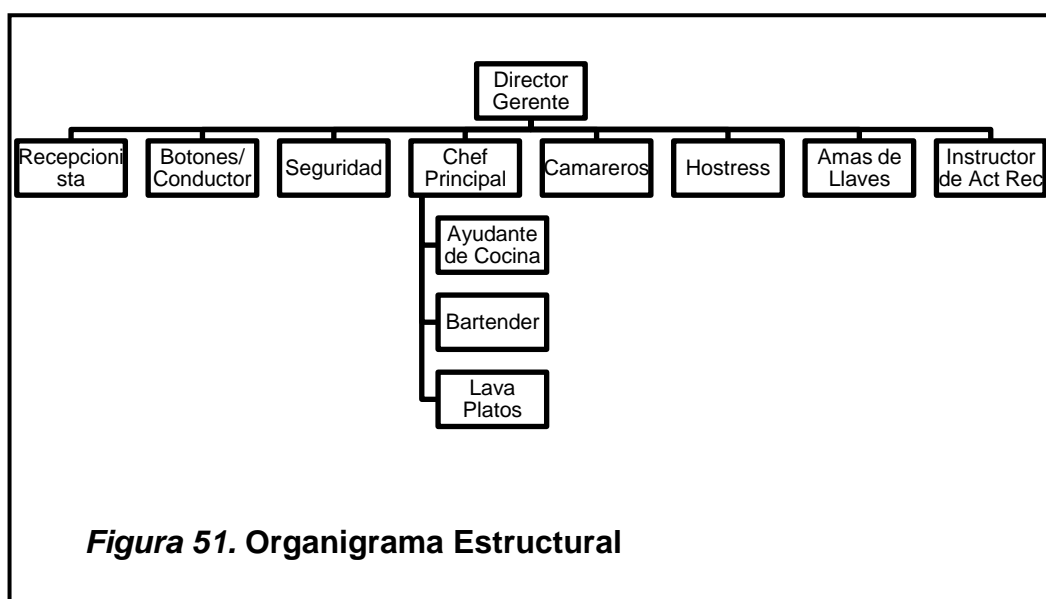 Director
Gerente
Recepcioni
sta
Botones/
Conductor
Seguridad
Chef
Principal
Camareros
Hostress
Amas de
Llaves
Instructor
de Act Rec
Ayudante
de Cocina
Bartender
Lava
Platos
Figura 51. Organigrama Estructural